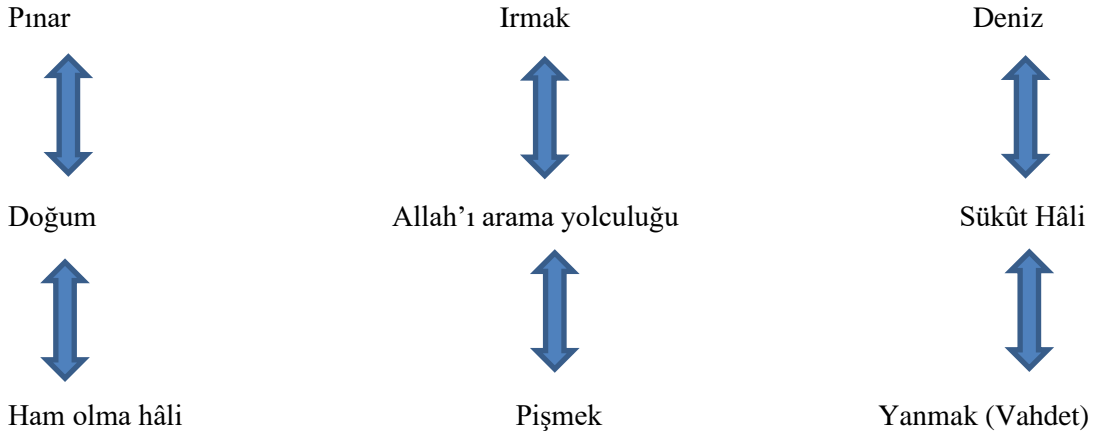 Pınar Irmak Deniz
Doğum Allah’ı arama yolculuğu Sükût Hâli
Ham olma hâli Pişmek Yanmak (Vahdet)